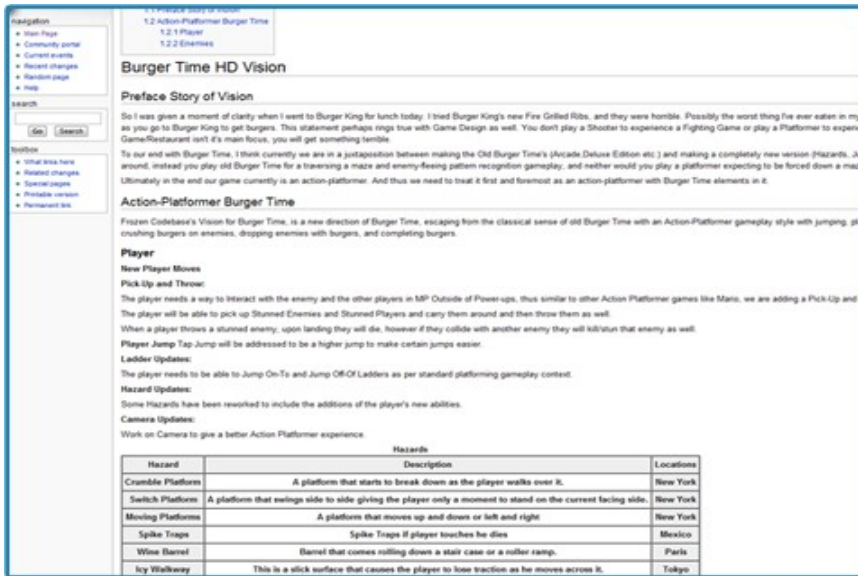 navigation
Main Page
Community portal
Current events
Recent changes
Random page
Help
search
Go Search
toolbox
What links here
Related changes
Special pages
Printable version
Permanent link
1.1 Preface Story of Vision
1.2 Action-Platformer Burger Time
1.2.1 Player
1.2.2 Enemies
Burger Time HD Vision
Preface Story of Vision
So I was given a moment of clarity when I went to Burger King for lunch today. I tried Burger King's new Fire Grilled Ribs, and they were horrible. Possibly the worst thing I've ever eaten in my
as you go to Burger King to get burgers. This statement perhaps rings true with Game Design as well. You don't play a Shooter to experience a Fighting Game or play a Platformer to experie
Game/Restaurant isn't it's main focus, you will get something terrible.
To our end with Burger Time, I think currently we are in a juxtaposition between making the Old Burger Time's (Arcade,Deluxe Edition etc.) and making a completely new version (Hazards, Ju
around, instead you play old Burger Time for a traversing a maze and enemy-fleeing pattern recognition gameplay, and neither would you play a platformer expecting to be forced down a maz
Ultimately in the end our game currently is an action-platformer. And thus we need to treat it first and foremost as an action-platformer with Burger Time elements in it.
Action-Platformer Burger Time
Frozen Codebase's Vision for Burger Time, is a new direction of Burger Time, escaping from the classical sense of old Burger Time with an Action-Platformer gameplay style with jumping, pl
crushing burgers on enemies, dropping enemies with burgers, and completing burgers.
Player
New Player Moves
Pick-Up and Throw:
The player needs a way to Interact with the enemy and the other players in MP Outside of Power-ups, thus similar to other Action Platformer games like Mario, we are adding a Pick-Up and
The player will be able to pick up Stunned Enemies and Stunned Players and carry them around and then throw them as well.
When a player throws a stunned enemy, upon landing they will die, however if they collide with another enemy they will kill/stun that enemy as well.
Player Jump Tap Jump will be addressed to be a higher jump to make certain jumps easier.
Ladder Updates:
The player needs to be able to Jump On-To and Jump Off-Of Ladders as per standard platforming gameplay context.
Hazard Updates:
Some Hazards have been reworked to include the additions of the player's new abilities.
Camera Updates:
Work on Camera to give a better Action Platformer experience.
Hazards
Hazard Description Locations
Crumble Platform A platform that starts to break down as the player walks over it. New York
Switch Platform A platform that swings side to side giving the player only a moment to stand on the current facing side. New York
Moving Platforms A platform that moves up and down or left and right New York
Spike Traps Spike Traps if player touches he dies Mexico
Wine Barrel Barrel that comes rolling down a stair case or a roller ramp. Paris
Icy Walkway This is a slick surface that causes the player to lose traction as he moves across it. Tokyo